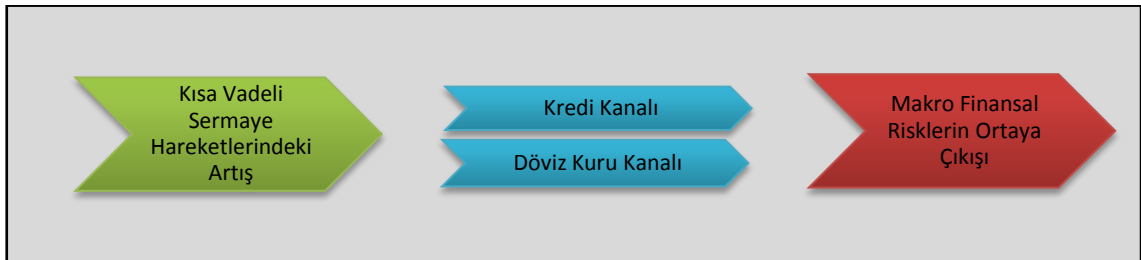 Kısa Vadeli
Sermaye
Hareketlerindeki
Artış
Kredi Kanalı
Döviz Kuru Kanalı
Makro Finansal
Risklerin Ortaya
Çıkışı